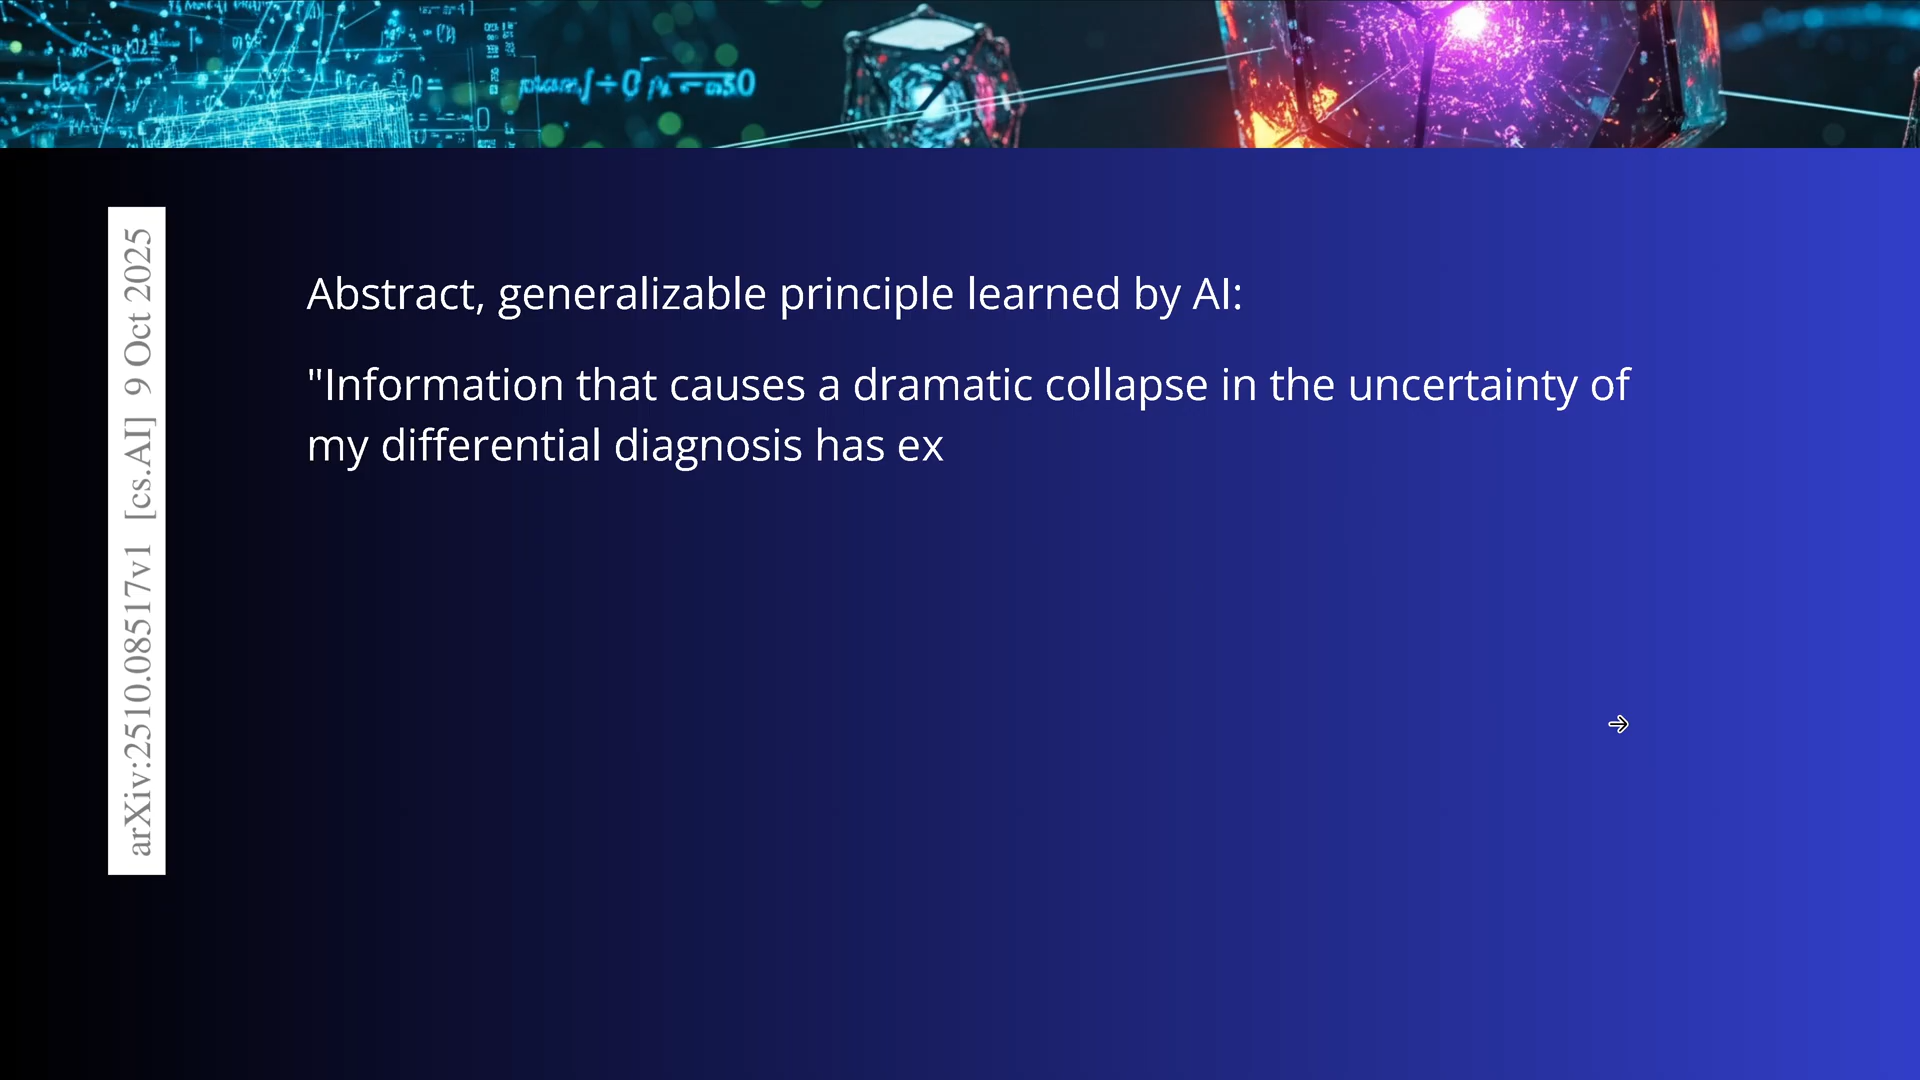 arXiv:2510.08517v1 [cs.AI] 9 Oct 2025
Abstract, generalizable principle learned by AI:
"Information that causes a dramatic collapse in the uncertainty of
my differential diagnosis has ex